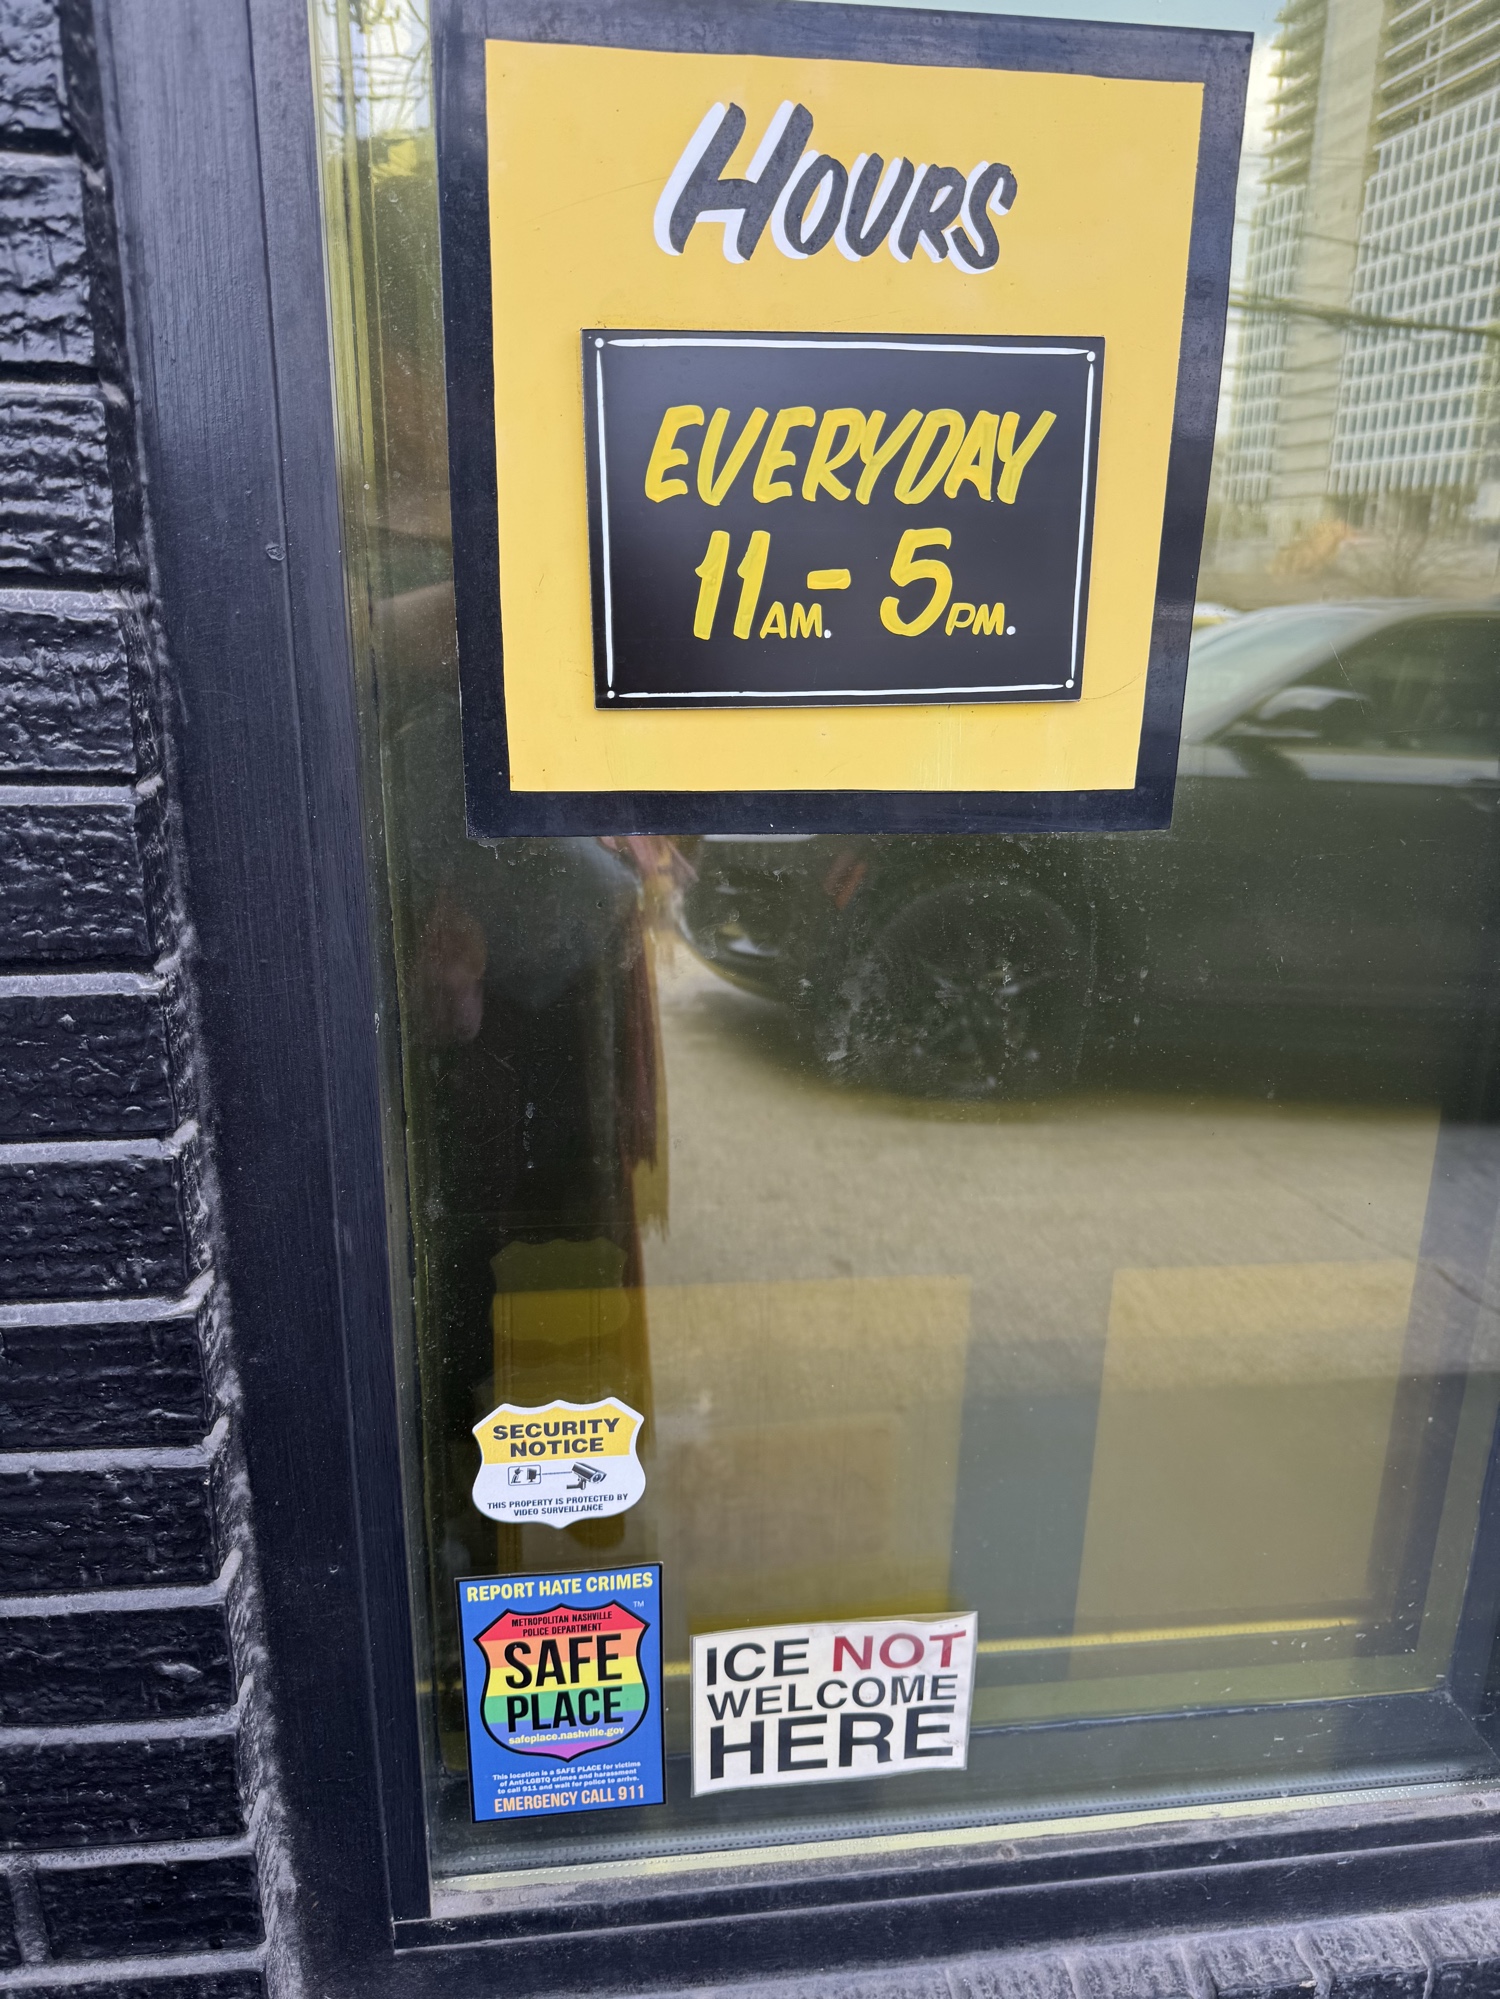 HOURS
EVERYDAY
11AM. - 5PM.
SECURITY
NOTICE
THIS PROPERTY IS PROTECTED BY
VIDEO SURVEILLANCE
REPORT HATE CRIMES
TM
METROPOLITAN NASHVILLE
POLICE DEPARTMENT
SAFE
PLACE
safeplace.nashville.gov
This location is a SAFE PLACE for victims
of Anti-LGBTQ crimes and harassment
to call 911 and wait for police to arrive.
EMERGENCY CALL 911
ICE NOT
WELCOME
HERE